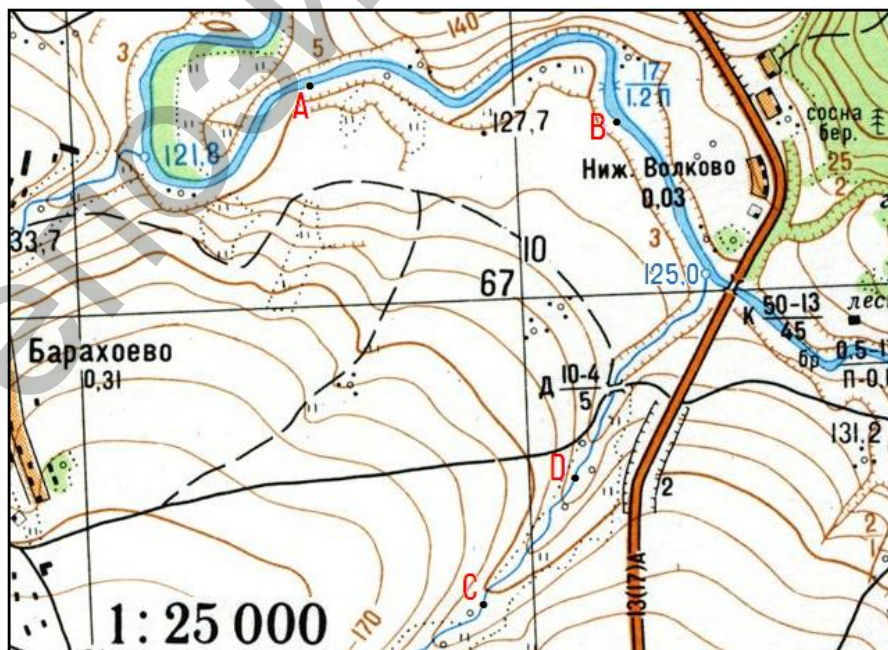 140
3
5
А
17
1.2 П
В
127,7
сосна
бер.
121,8
25
2
Ниж. Волково
0.03
33,7
3
10
125.0
67
К 50-13
45
лес
Барахоево
0,31
бр
0,5
П-0,
Д 10-4
5
131,2
D
2
2
1
C
13(17)А
170
1:25 000